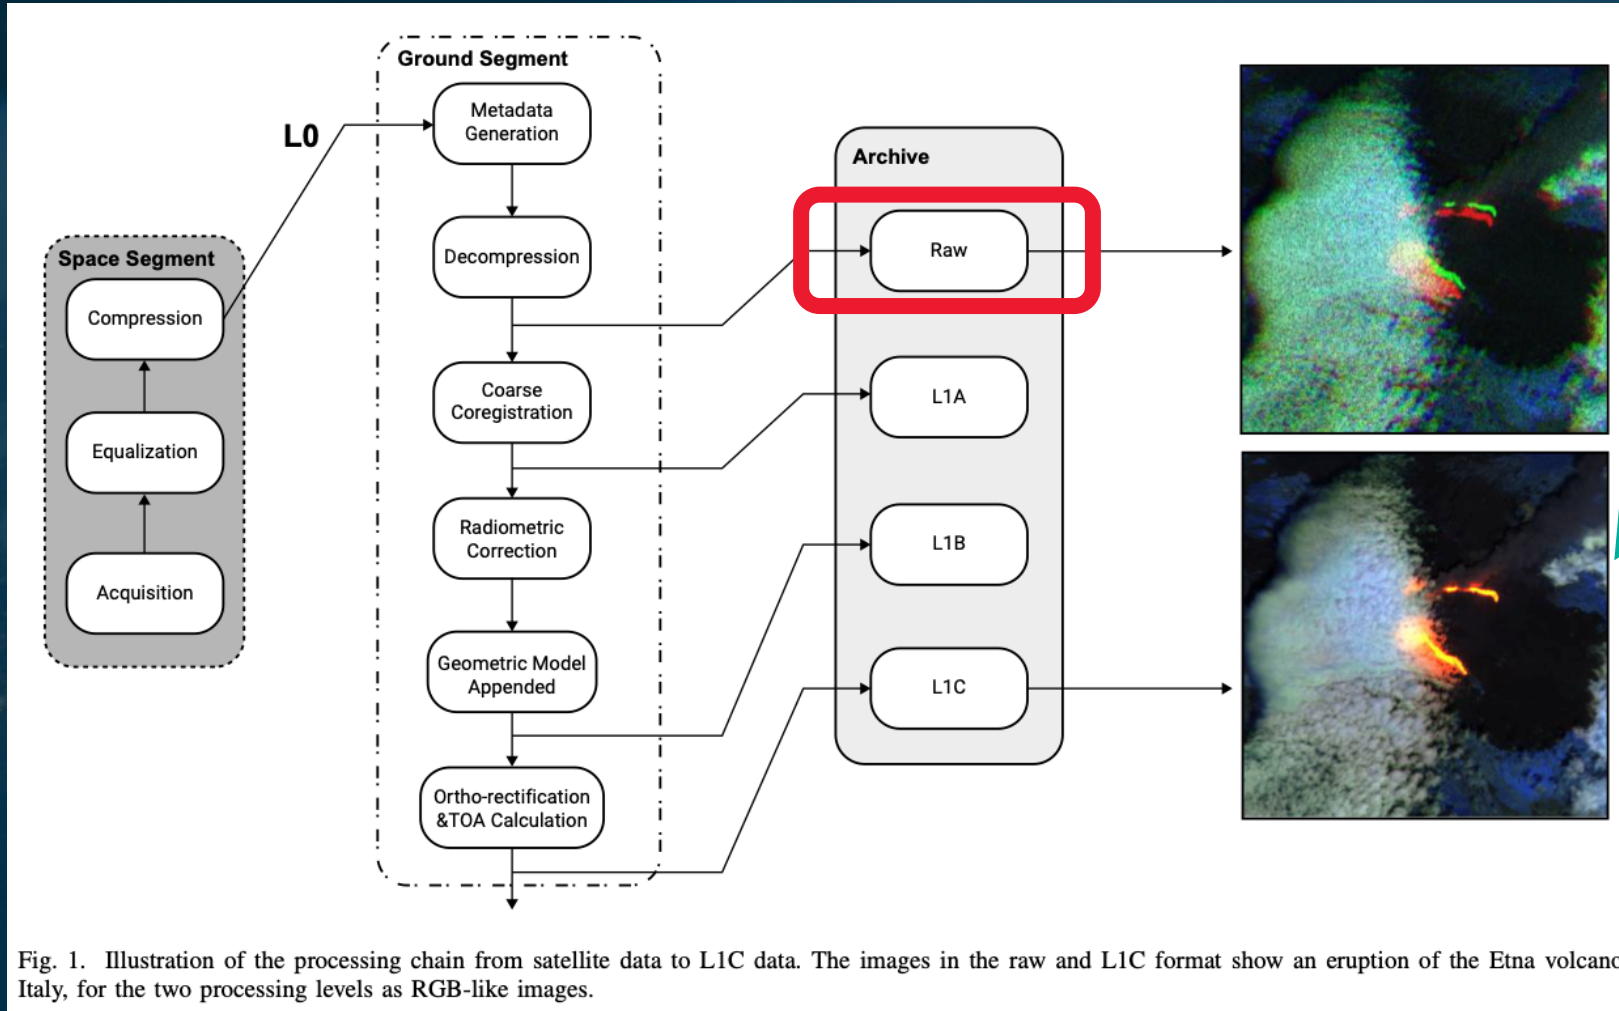 Ground Segment
Metadata
Generation
L0
Archive
Decompression
Raw
Space Segment
Compression
Coarse
Coregistration
L1A
Equalization
Radiometric
Correction
L1B
Acquisition
Geometric Model
Appended
L1C
Ortho-rectification
&TOA Calculation
Fig. 1. Illustration of the processing chain from satellite data to L1C data. The images in the raw and L1C format show an eruption of the Etna volcano
Italy, for the two processing levels as RGB-like images.